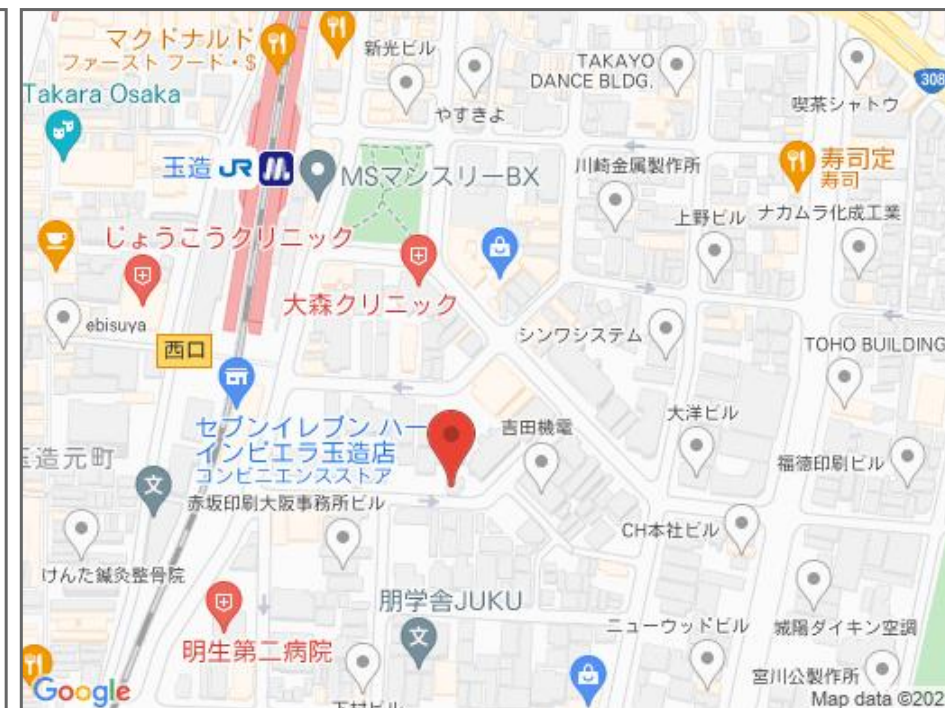 マクドナルド
ファースト フード・$
新光ビル
TAKAYO
DANCE BLDG.
308
Takara Osaka
やすきよ
喫茶シャトウ
玉造 JR
MSマンスリーBX
川崎金属製作所
寿司定
寿司
上野ビル
ナカムラ化成工業
じょうこうクリニック
大森クリニック
ebisuya
シンワシステム
西口
TOHO BUILDING
セブンイレブン ハー
インピエラ玉造店
コンビニエンスストア
吉田機電
大洋ビル
玉造元町
福徳印刷ビル
赤坂印刷大阪事務所ビル
CH本社ビル
けんた鍼灸整骨院
朋学舎JUKU
文
文
ニューウッドビル
城陽ダイキン空調
明生第二病院
宮川公製作所
下村ビル
Google
Map data ©202